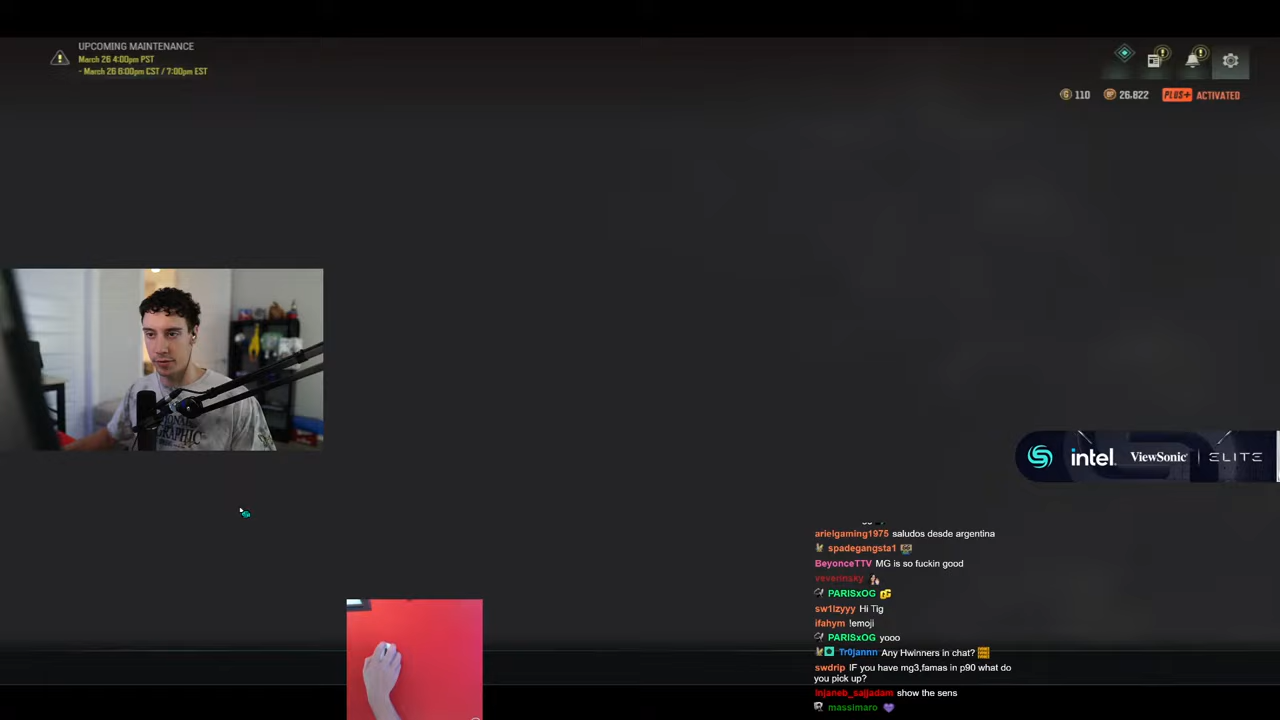 UPCOMING MAINTENANCE
March 26 4:00pm PST
- March 26 6:00pm CST / 7:00pm EST
110
26.822
PLUS+ ACTIVATED
intel. ViewSonic | ELITE
arielgaming1975 saludos desde argentina
spadegangsta1
BeyonceTTV MG is so fuckin good
veverinsky
PARISxOG
sw1lzyyy Hi Tig
ifahym !emoji
PARISxOG yooo
Tr0jannn Any Hwinners in chat?
swdrip IF you have mg3,famas in p90 what do
you pick up?
show the sens
massimaro